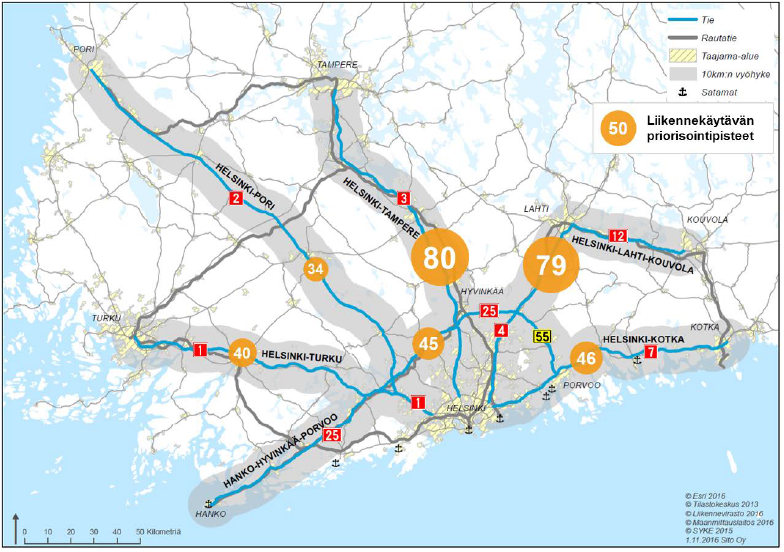 Tie
Rautatie
Taajama-alue
10km:n vyöhyke
Satamat
50
Liikennekäytävän
priorisointipisteet
PORI
TAMPERE
HELSINKI-PORI
2
HELSINKI-TAMPERE
3
LAHTI
KOUVOLA
12
HELSINKI-LAHTI-KOUVOLA
80
79
34
HYVINKÄÄ
25
4
55
TURKU
1
40
HELSINKI-TURKU
45
HELSINKI-KOTKA
KOTKA
7
46
PORVOO
1
HELSINKI
HANKO-HYVINKÄÄ-PORVOO
25
HANKO
0 10 20 30 40 50 Kilometriä
© Esri 2016
© Tilastokeskus 2013
© Liikennevirasto 2016
© Maanmittauslaitos 2016
© SYKE 2015
1.11.2016 Sito Oy